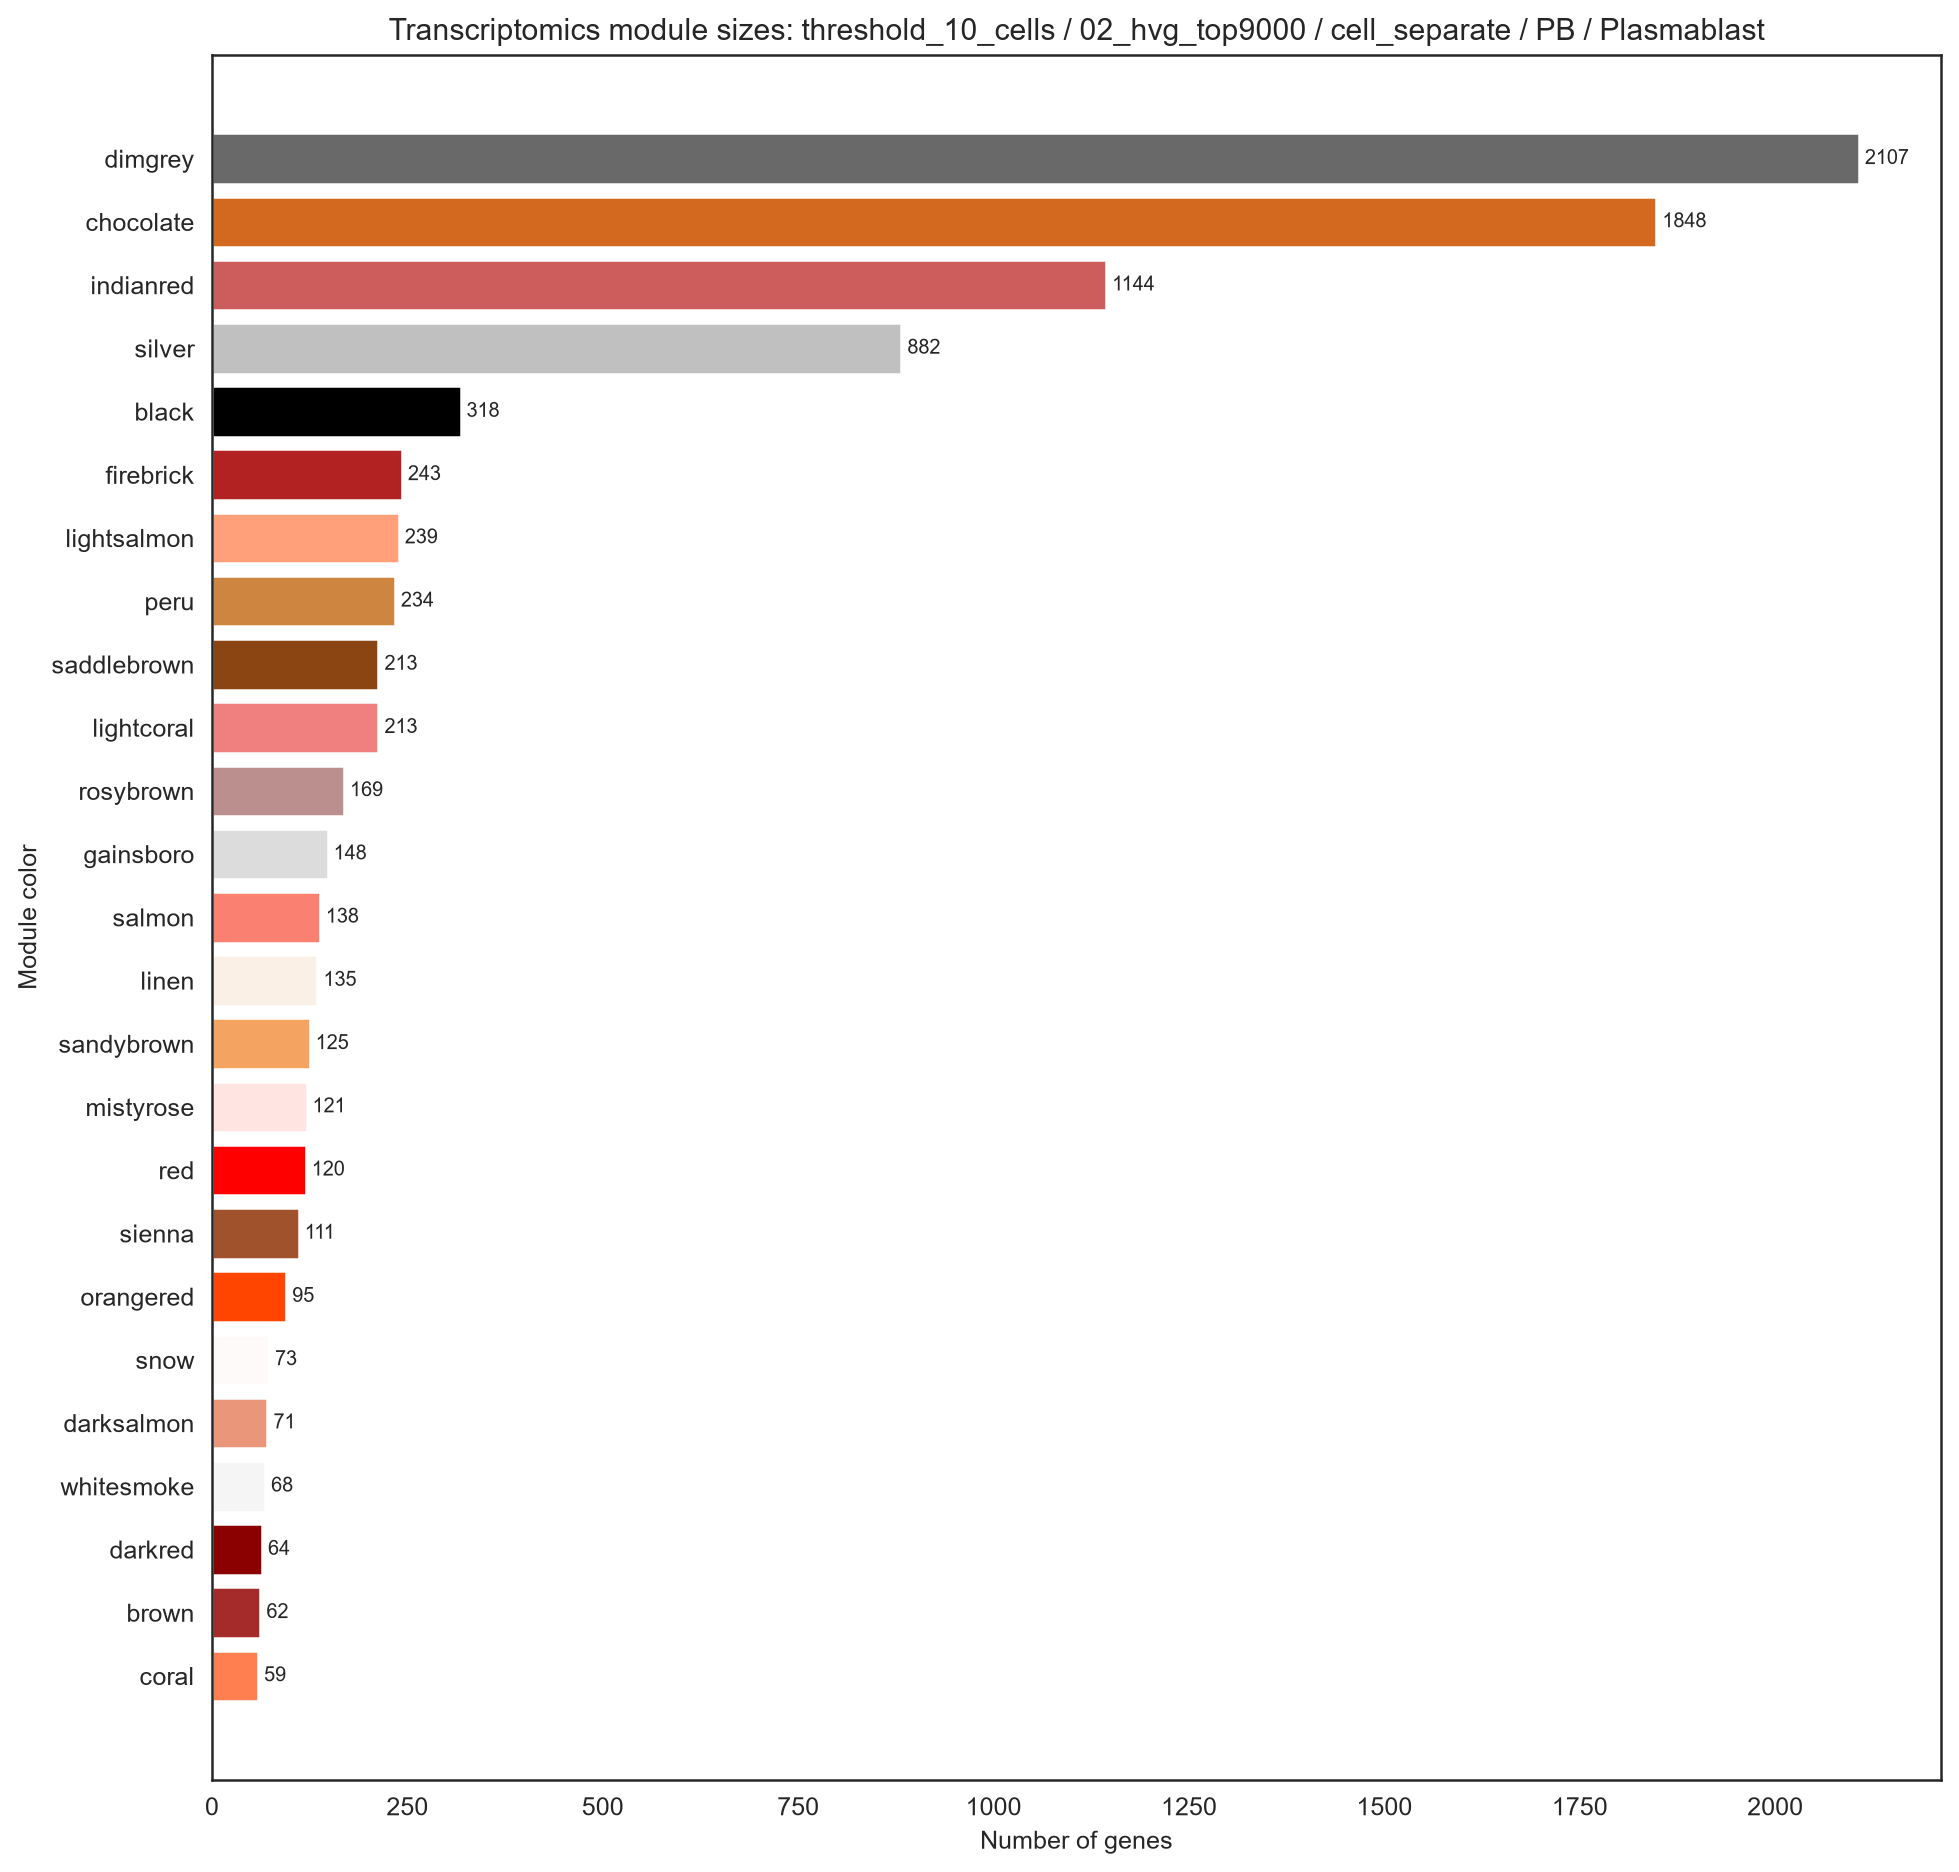 Transcriptomics module sizes: threshold_10_cells / 02_hvg_top9000 / cell_separate / PB / Plasmablast
Module color
dimgrey 2107
chocolate 1848
indianred 1144
silver 882
black 318
firebrick 243
lightsalmon 239
peru 234
saddlebrown 213
lightcoral 213
rosybrown 169
gainsboro 148
salmon 138
linen 135
sandybrown 125
mistyrose 121
red 120
sienna 111
orangered 95
snow 73
darksalmon 71
whitesmoke 68
darkred 64
brown 62
coral 59
0 250 500 750 1000 1250 1500 1750 2000
Number of genes